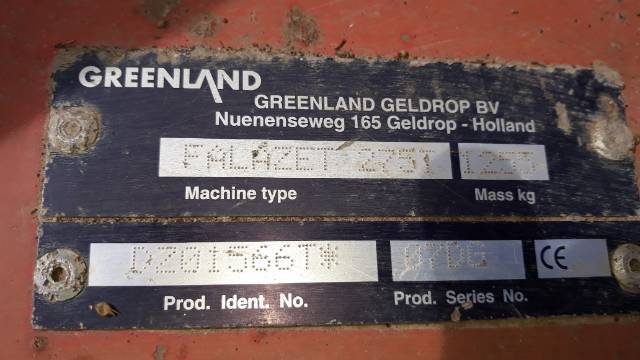 GREENLAND
GREENLAND GELDROP BV
Nuenenseweg 165 Geldrop - Holland
FALAZET
Machine type Mass kg
DZ01566T*
Prod. Ident. No. Prod. Series No.
CE